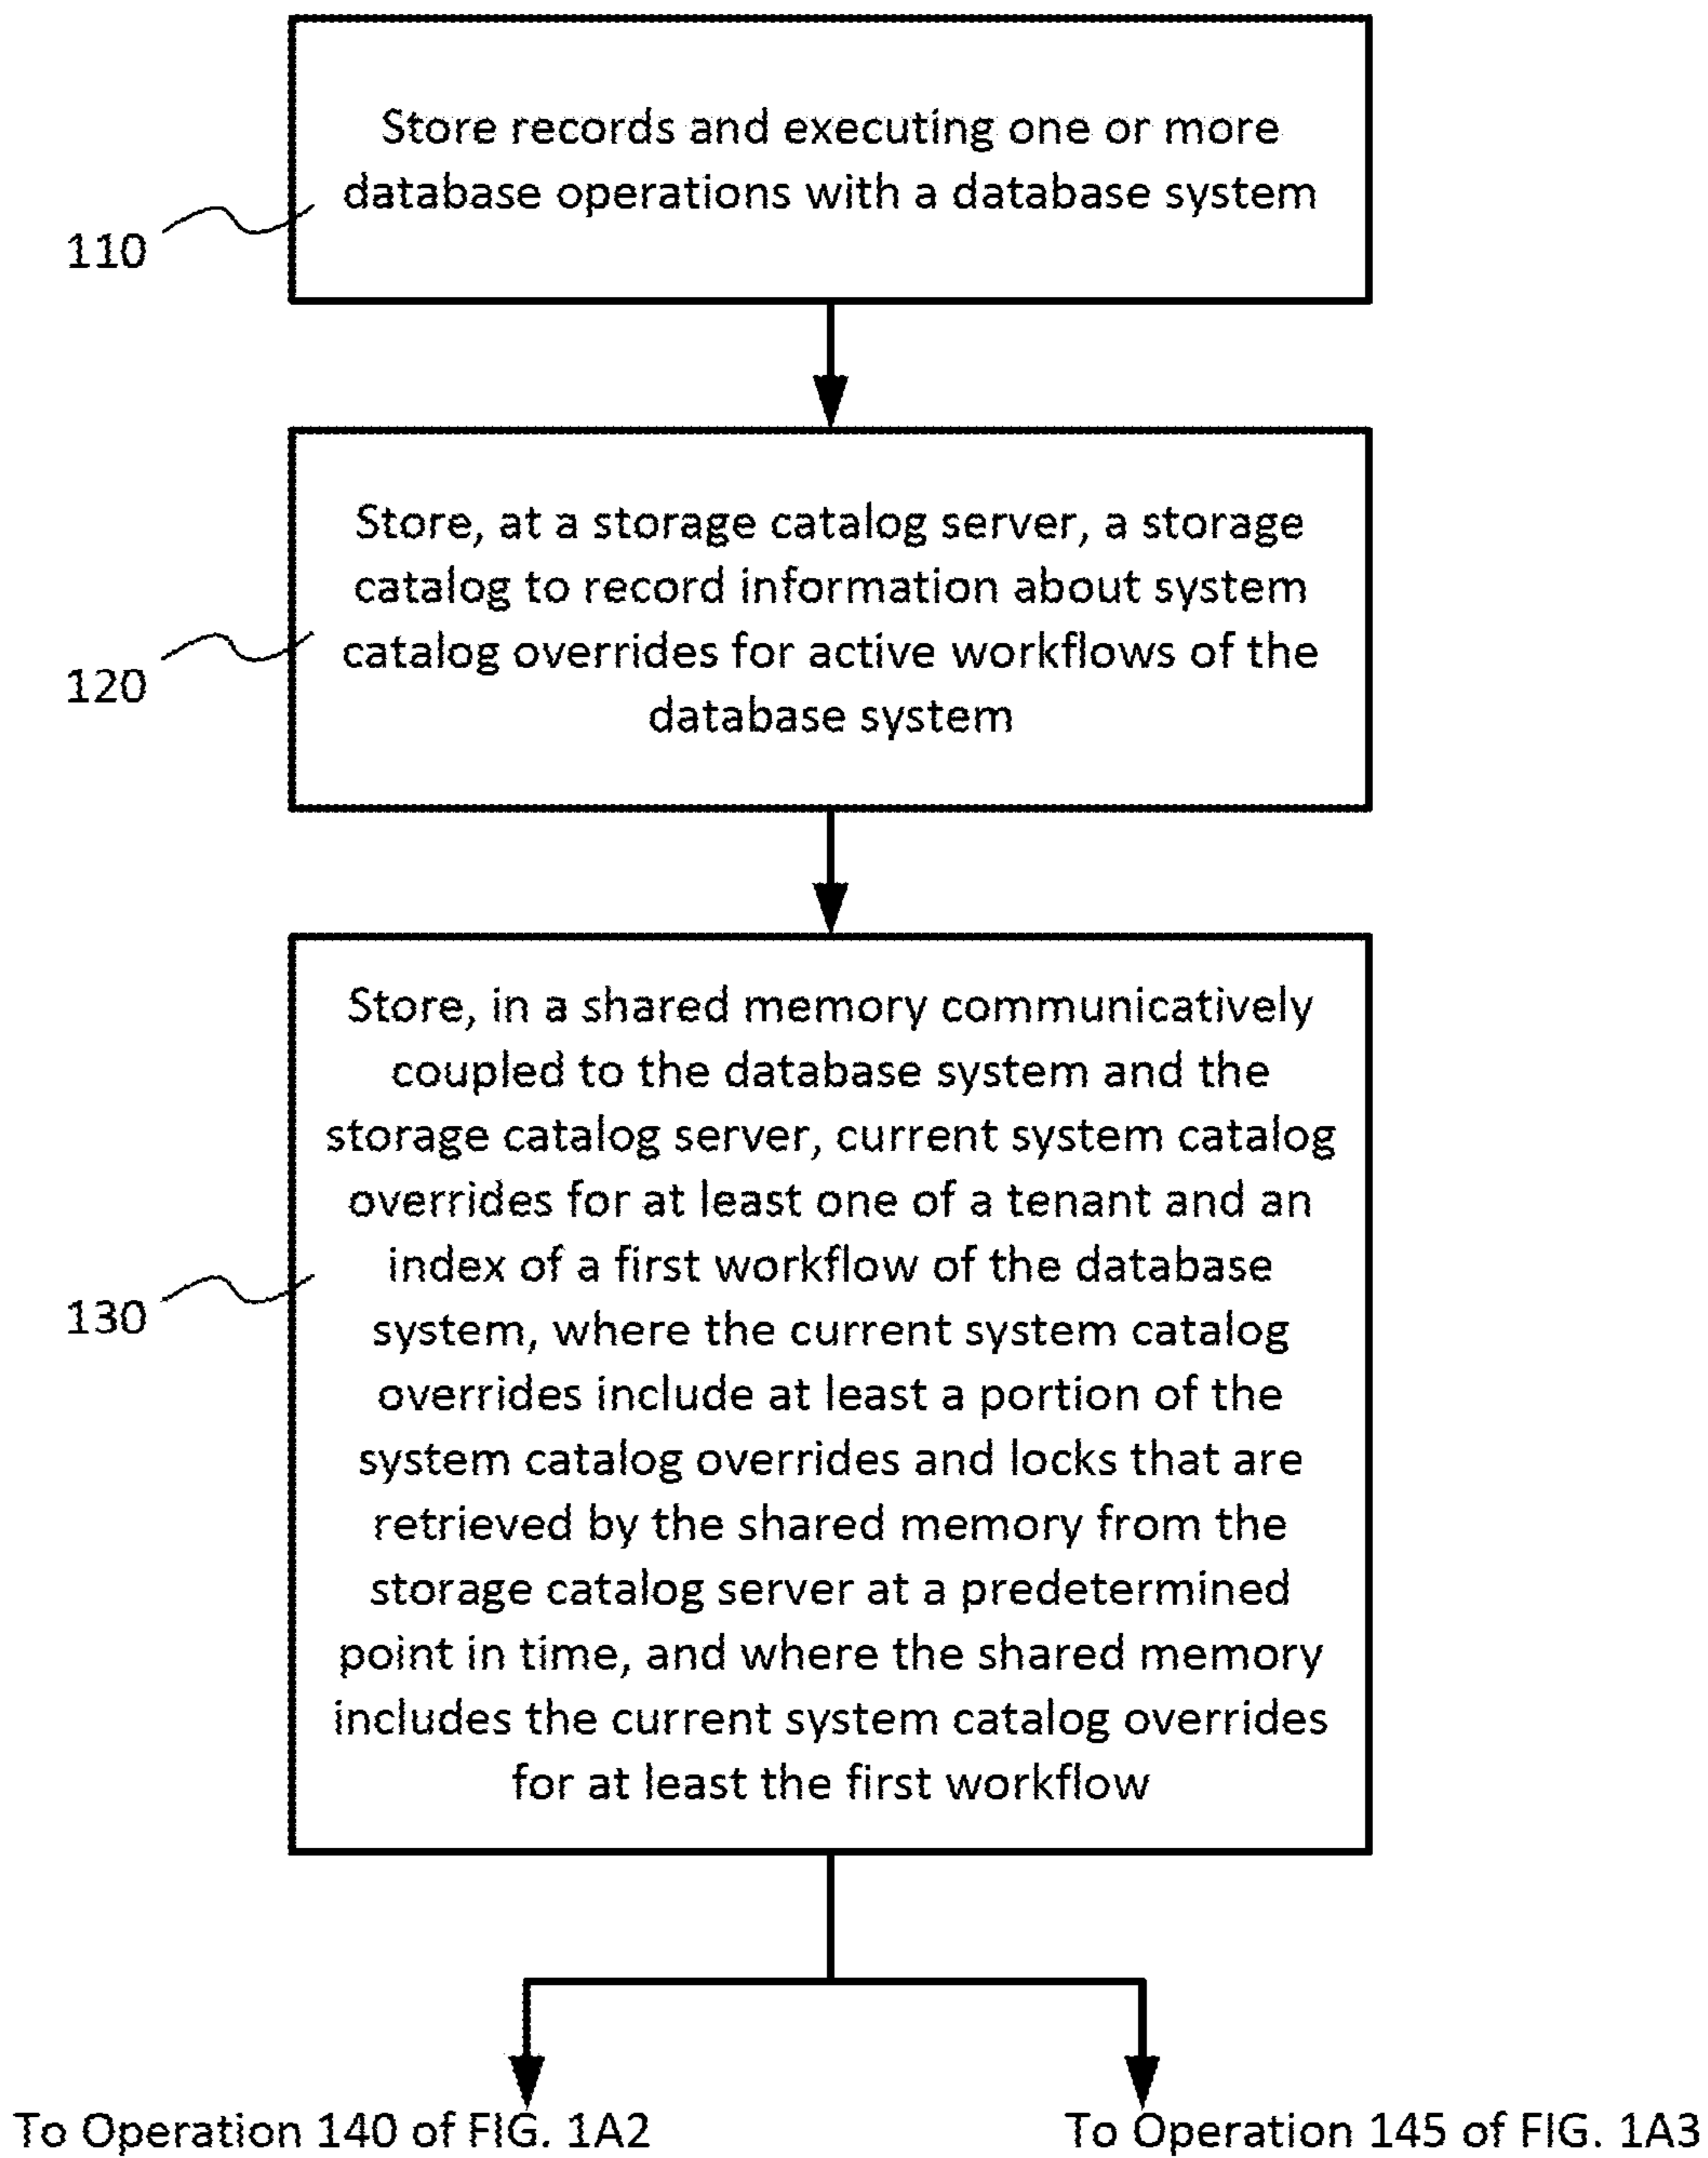 Store records and executing one or more
database operations with a database system
110
Store, at a storage catalog server, a storage
catalog to record information about system
catalog overrides for active workflows of the
database system
120
Store, in a shared memory communicatively
coupled to the database system and the
storage catalog server, current system catalog
overrides for at least one of a tenant and an
index of a first workflow of the database
system, where the current system catalog
overrides include at least a portion of the
system catalog overrides and locks that are
retrieved by the shared memory from the
storage catalog server at a predetermined
point in time, and where the shared memory
includes the current system catalog overrides
for at least the first workflow
130
To Operation 140 of FIG. 1A2
To Operation 145 of FIG. 1A3